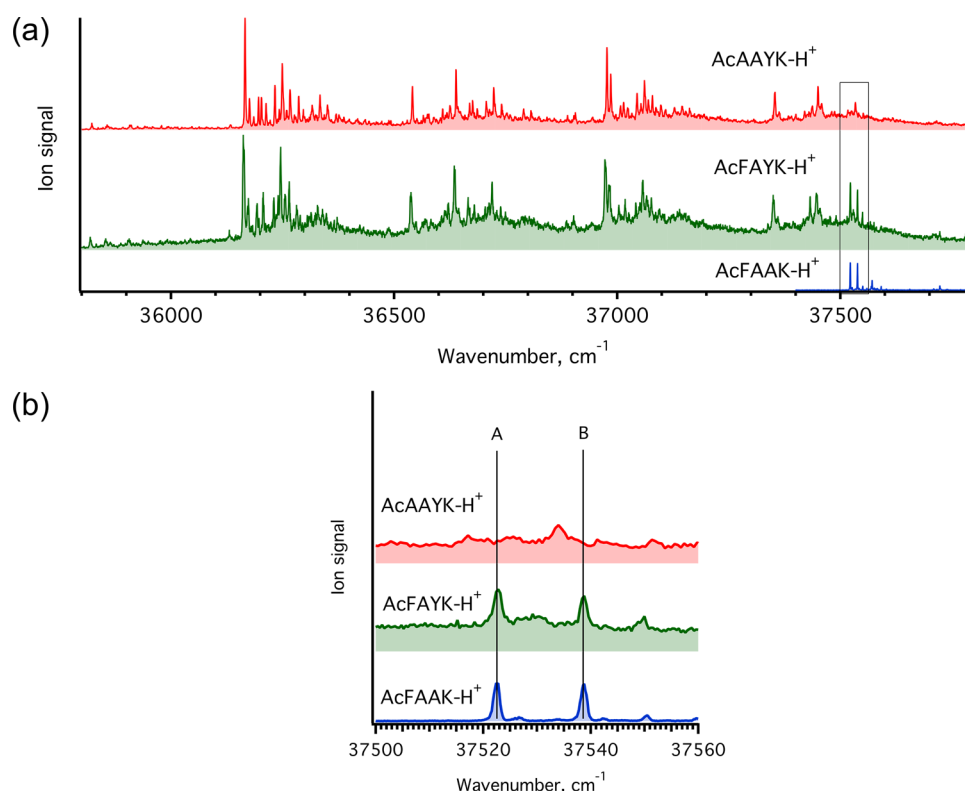 (a)
AcAAYK-H+
AcFAYK-H+
AcFAAK-H+
Ion signal
36000 36500 37000 37500
Wavenumber, cm-1
(b)
A B
AcAAYK-H+
AcFAYK-H+
AcFAAK-H+
Ion signal
37500 37520 37540 37560
Wavenumber, cm-1